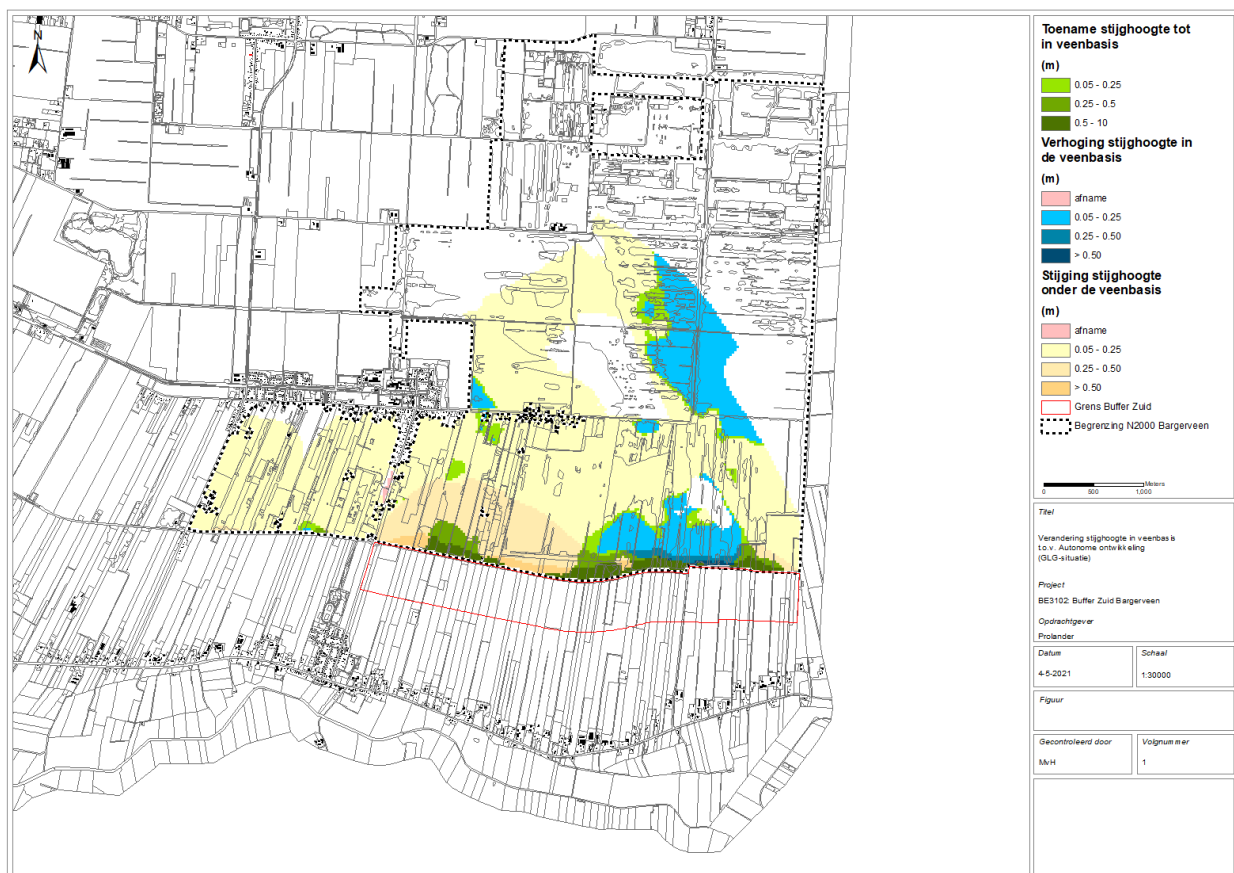 N
Toename stijghoogte tot
in veenbasis
(m)
0.05 - 0.25
0.25 - 0.5
0.5 - 10
Verhoging stijghoogte in
de veenbasis
(m)
afname
0.05 - 0.25
0.25 - 0.50
> 0.50
Stijging stijghoogte
onder de veenbasis
(m)
afname
0.05 - 0.25
0.25 - 0.50
> 0.50
Grens Buffer Zuid
Begrenzing N2000 Bargerveen
Meters
0 500 1,000
Titel
Verandering stijghoogte in veenbasis
t.o.v. Autonome ontwikkeling
(GLG-situatie)
Project
BE3102: Buffer Zuid Bargerveen
Opdrachtgever
Prolander
Datum
4-5-2021
Schaal
1:30000
Figuur
Gecontroleerd door
MvH
Volgnummer
1